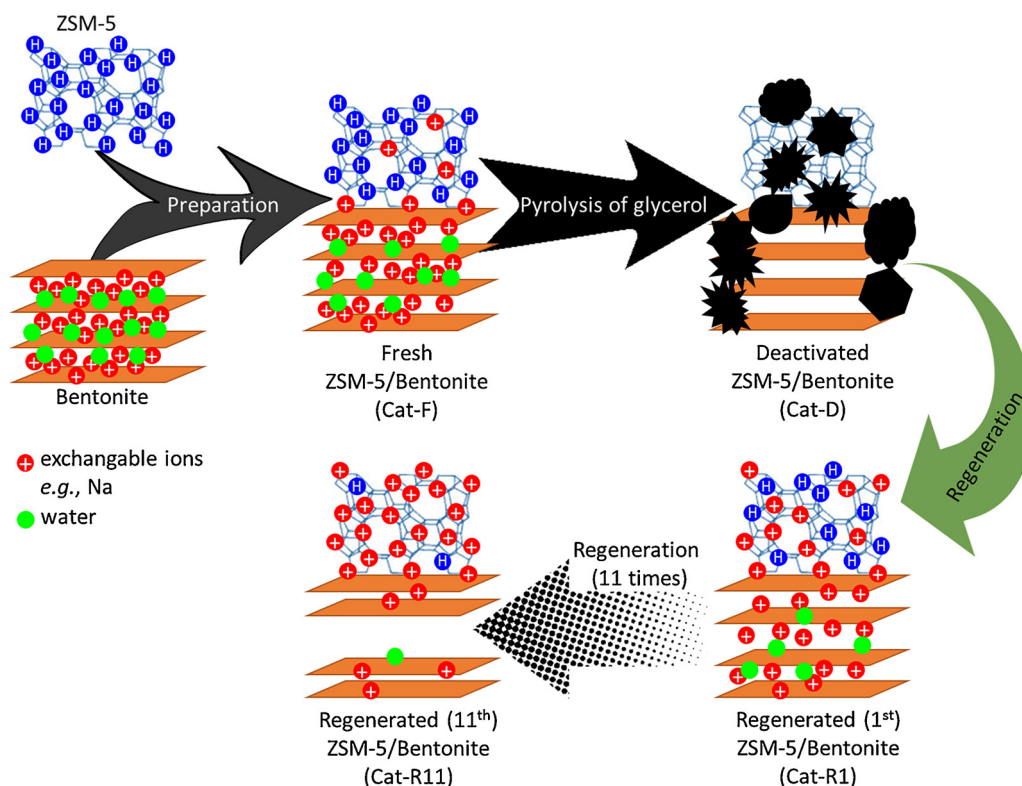 ZSM-5
Preparation
Bentonite
Fresh
ZSM-5/Bentonite
(Cat-F)
Pyrolysis of glycerol
Deactivated
ZSM-5/Bentonite
(Cat-D)
Regeneration
exchangable ions
e.g., Na
water
Regeneration
(11 times)
Regenerated (11th)
ZSM-5/Bentonite
(Cat-R11)
Regenerated (1st)
ZSM-5/Bentonite
(Cat-R1)